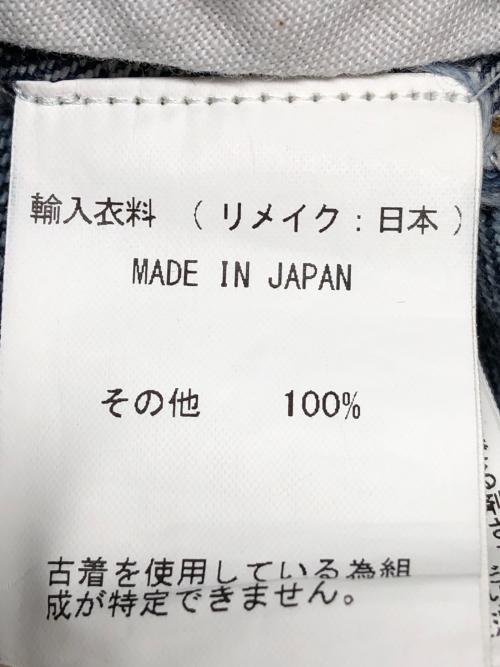 輸入衣料 （リメイク：日本）
MADE IN JAPAN
その他 100%
古着を使用している為組
成が特定できません。